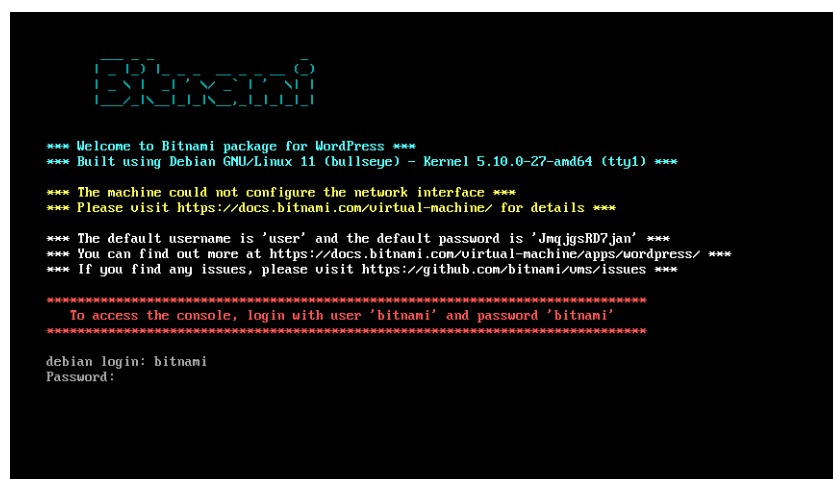 Bitnami
*** Welcome to Bitnami package for WordPress ***
*** Built using Debian GNU/Linux 11 (bullseye) - Kernel 5.10.0-27-amd64 (tty1) ***
*** The machine could not configure the network interface ***
*** Please visit https://docs.bitnami.com/virtual-machine/ for details ***
*** The default username is 'user' and the default password is 'JmqjgsRD7jan' ***
*** You can find out more at https://docs.bitnami.com/virtual-machine/apps/wordpress/ ***
*** If you find any issues, please visit https://github.com/bitnami/vms/issues ***
******************************************************************************
To access the console, login with user 'bitnami' and password 'bitnami'
******************************************************************************
debian login: bitnami
Password: